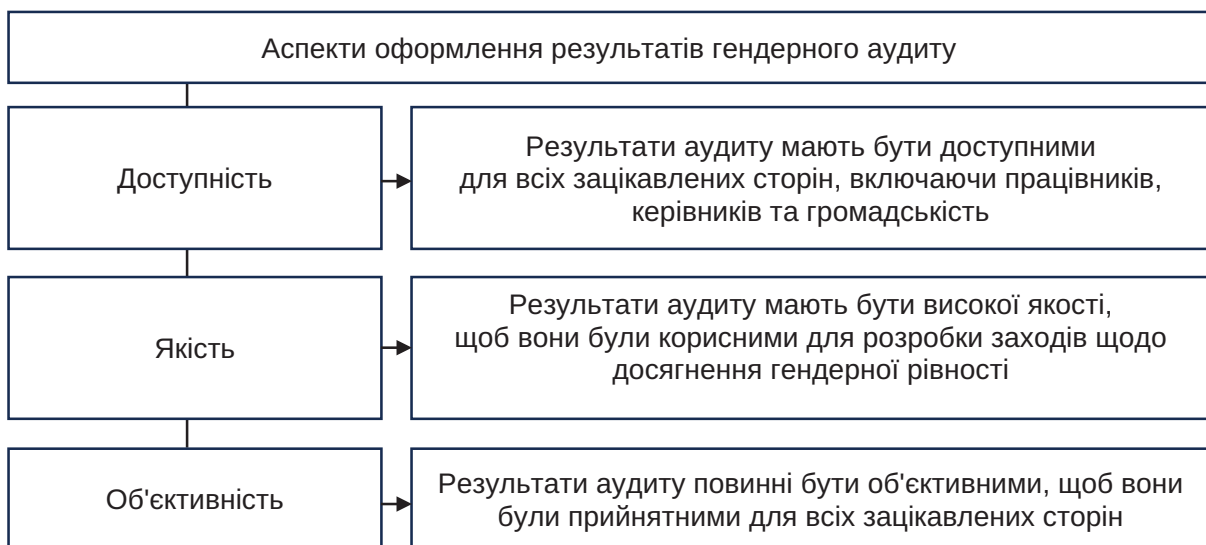 Аспекти оформлення результатів гендерного аудиту
Доступність
Результати аудиту мають бути доступними
для всіх зацікавлених сторін, включаючи працівників,
керівників та громадськість
Якість
Результати аудиту мають бути високої якості,
щоб вони були корисними для розробки заходів щодо
досягнення гендерної рівності
Об'єктивність
Результати аудиту повинні бути об'єктивними, щоб вони
були прийнятними для всіх зацікавлених сторін